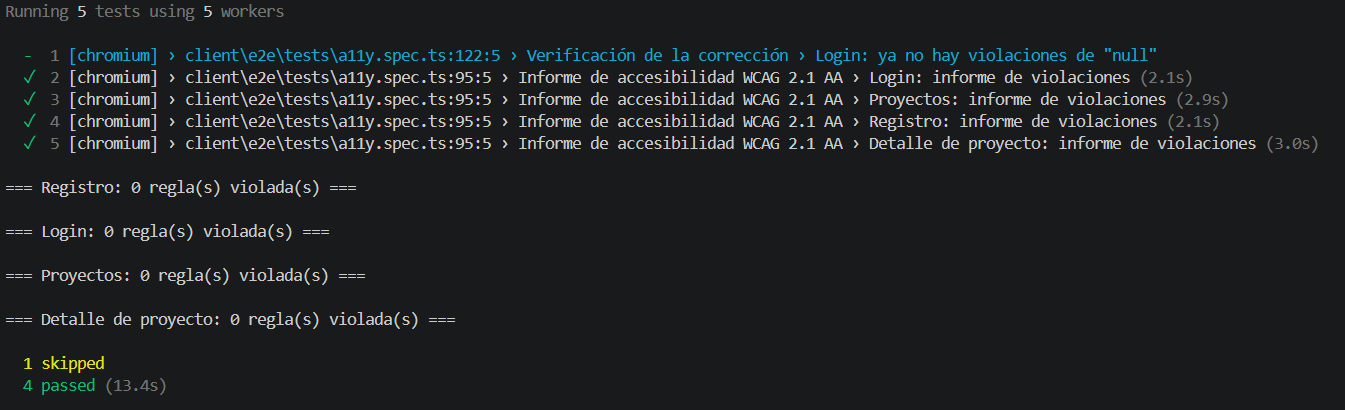 Running 5 tests using 5 workers
- 1 [chromium] › client\e2e\tests\a11y.spec.ts:122:5 › Verificación de la corrección › Login: ya no hay violaciones de "null"
✓ 2 [chromium] › client\e2e\tests\a11y.spec.ts:95:5 › Informe de accesibilidad WCAG 2.1 AA › Login: informe de violaciones (2.1s)
✓ 3 [chromium] › client\e2e\tests\a11y.spec.ts:95:5 › Informe de accesibilidad WCAG 2.1 AA › Proyectos: informe de violaciones (2.9s)
✓ 4 [chromium] › client\e2e\tests\a11y.spec.ts:95:5 › Informe de accesibilidad WCAG 2.1 AA › Registro: informe de violaciones (2.1s)
✓ 5 [chromium] › client\e2e\tests\a11y.spec.ts:95:5 › Informe de accesibilidad WCAG 2.1 AA › Detalle de proyecto: informe de violaciones (3.0s)
=== Registro: 0 regla(s) violada(s) ===
=== Login: 0 regla(s) violada(s) ===
=== Proyectos: 0 regla(s) violada(s) ===
=== Detalle de proyecto: 0 regla(s) violada(s) ===
1 skipped
4 passed (13.4s)